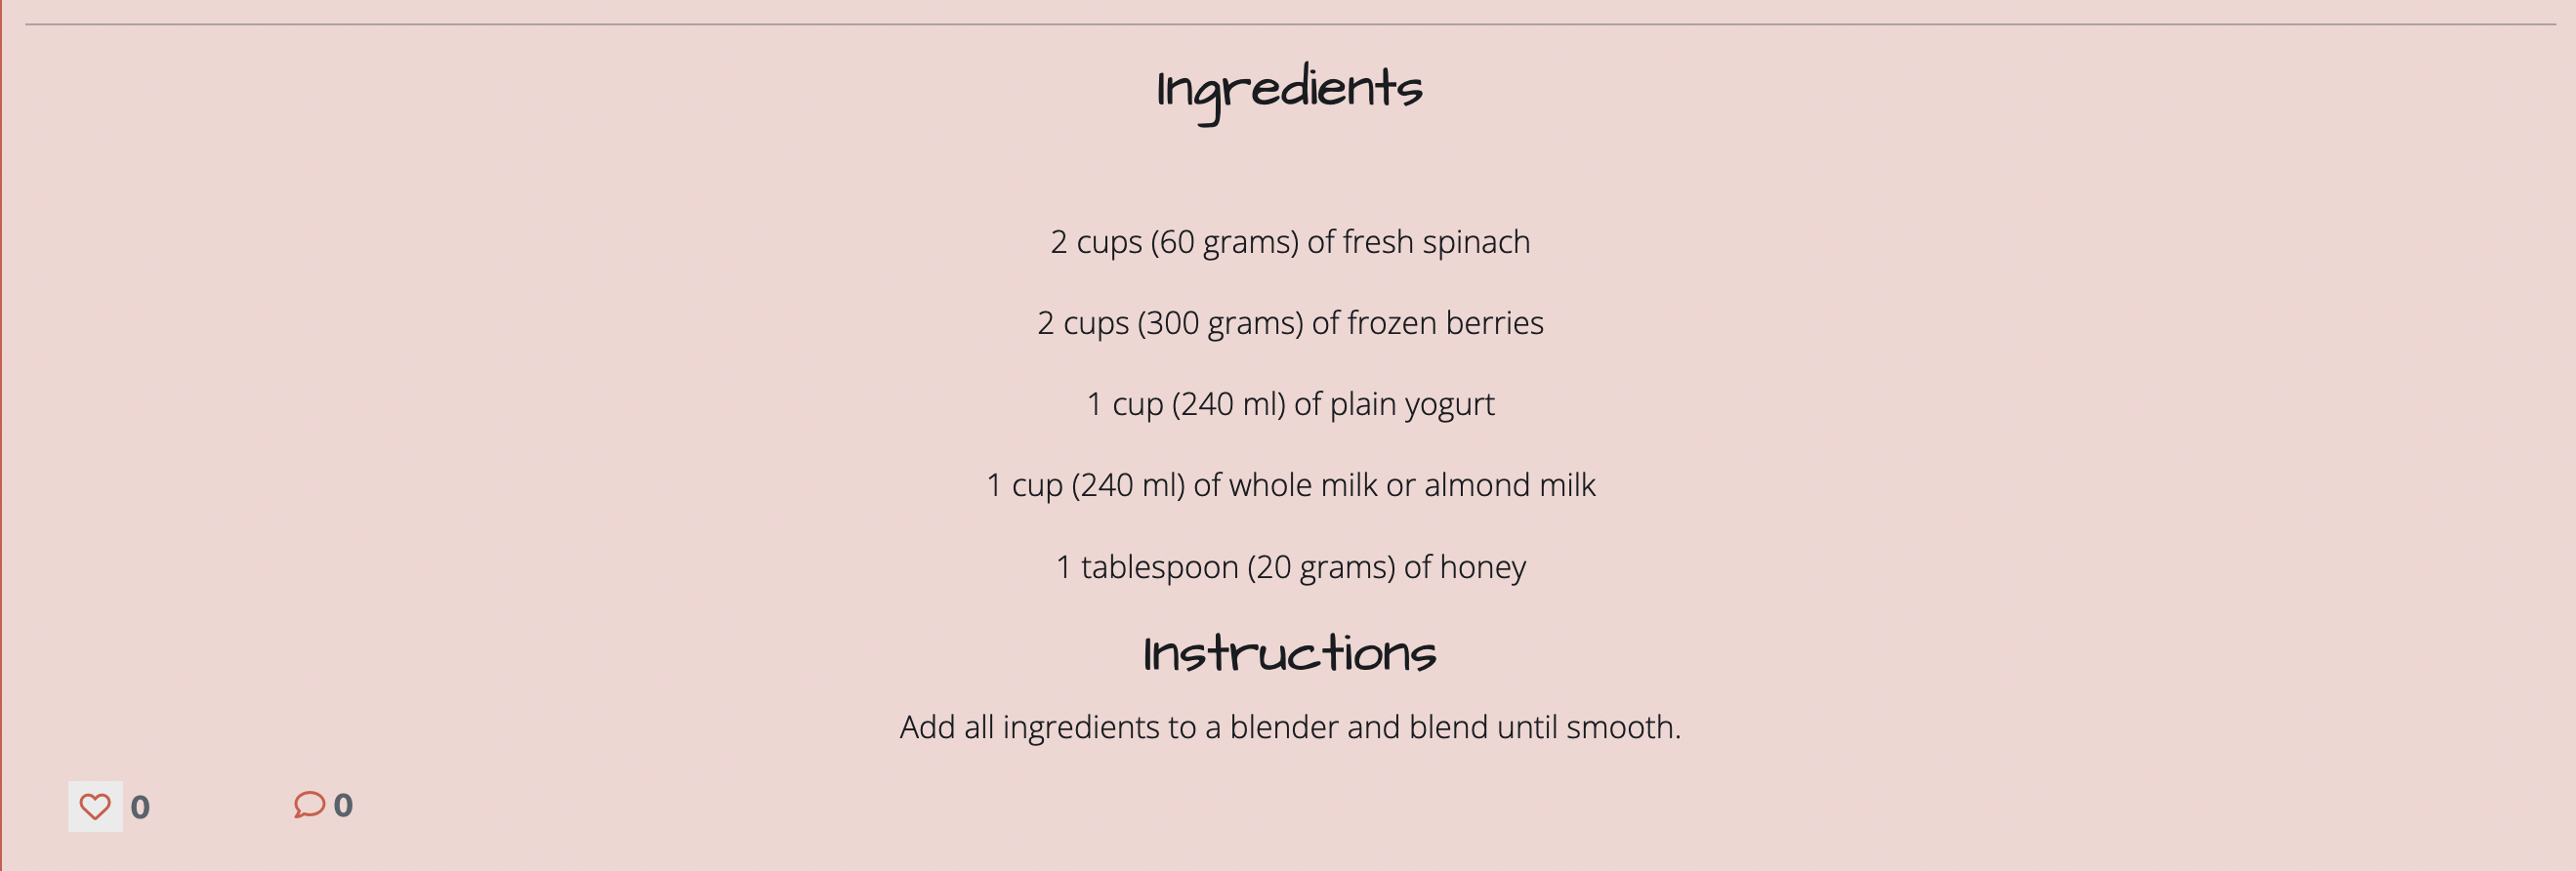 Ingredients
2 cups (60 grams) of fresh spinach
2 cups (300 grams) of frozen berries
1 cup (240 ml) of plain yogurt
1 cup (240 ml) of whole milk or almond milk
1 tablespoon (20 grams) of honey
Instructions
Add all ingredients to a blender and blend until smooth.
0 0